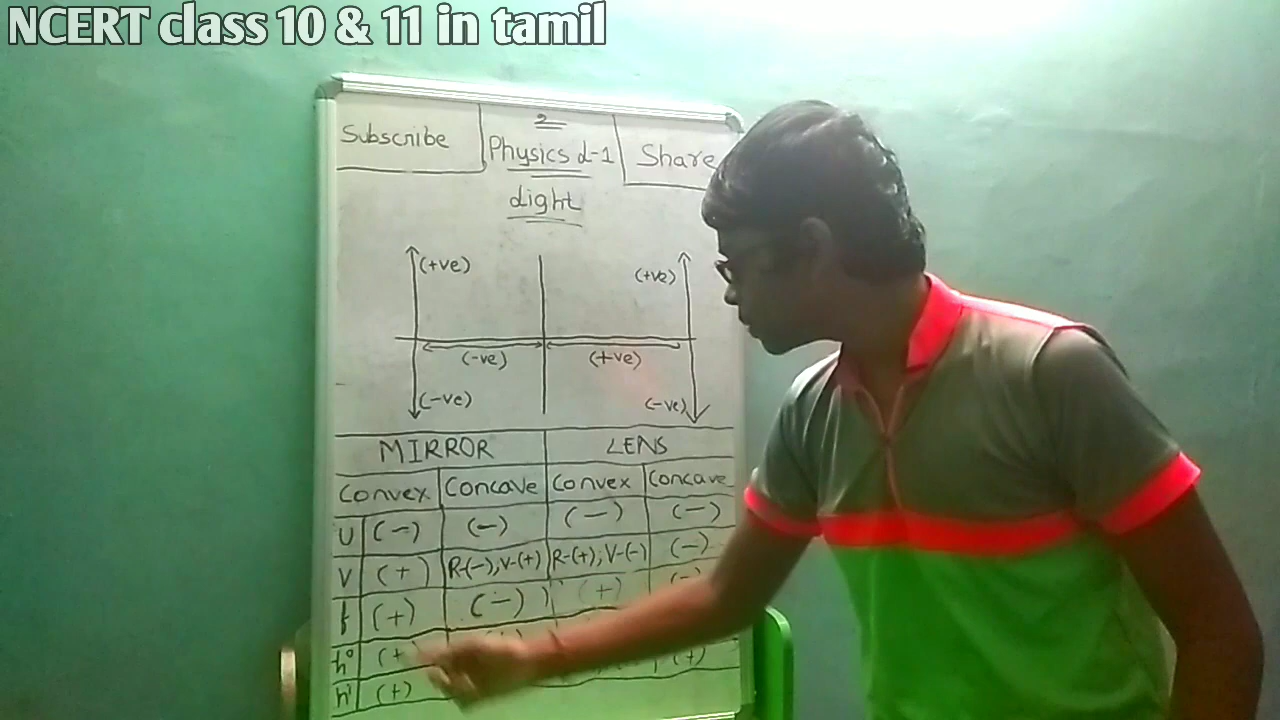 NCERT class 10 & 11 in tamil
2
Subscribe Physics L-1 Share
Light
(+ve) (+ve)
(-ve) (+ve)
(-ve) (-ve)
MIRROR LENS
Convex Concave Convex Concave
U (-) (-) (-) (-)
V (+) R-(-), V-(+) R-(+), V-(-) (-)
f (+) (-) (+) (-)
h° (+) (+)
h' (+)